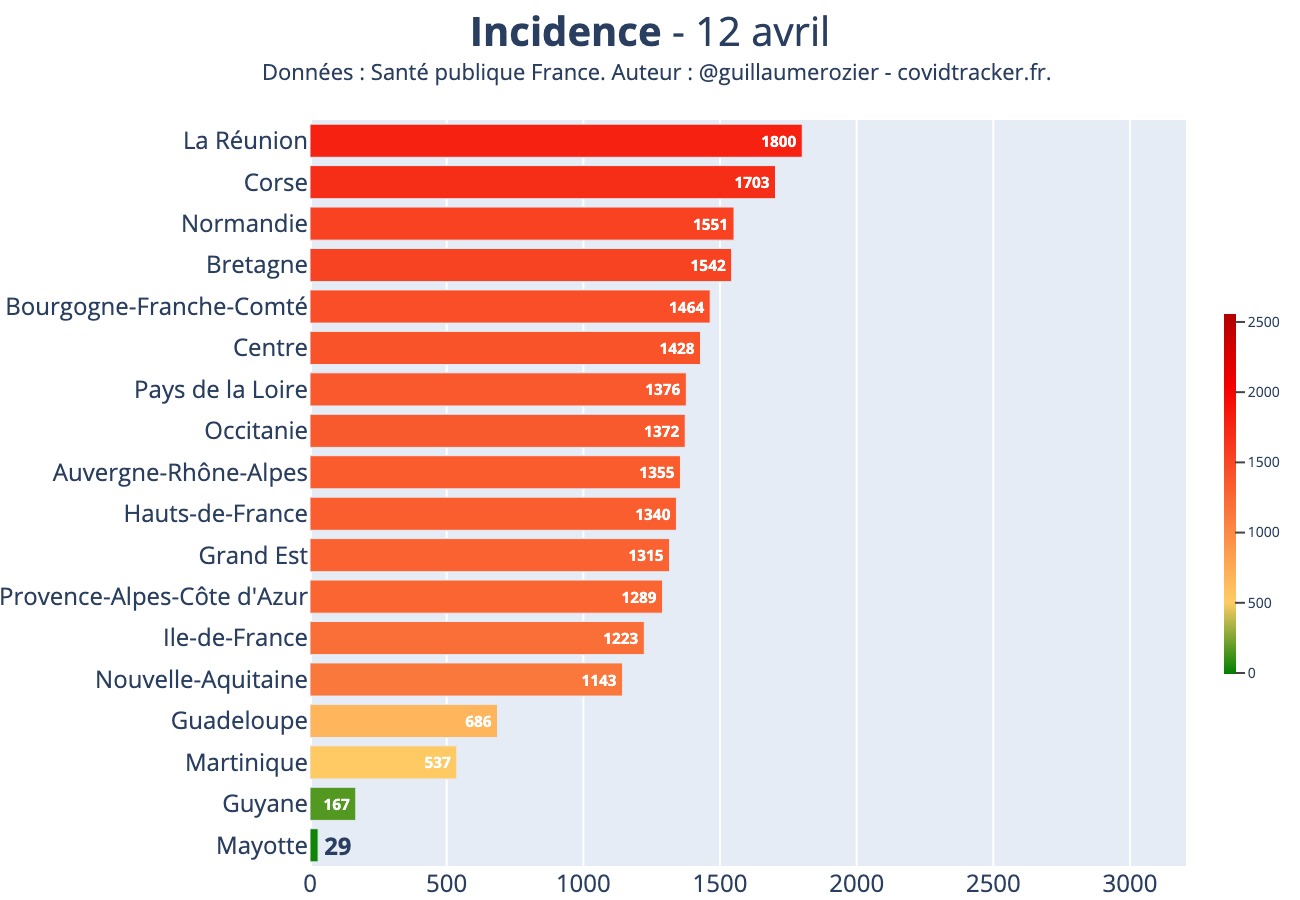 Incidence - 12 avril
Données : Santé publique France. Auteur : @guillaumerozier - covidtracker.fr.
La Réunion 1800
Corse 1703
Normandie 1551
Bretagne 1542
Bourgogne-Franche-Comté 1464
Centre 1428
Pays de la Loire 1376
Occitanie 1372
Auvergne-Rhône-Alpes 1355
Hauts-de-France 1340
Grand Est 1315
Provence-Alpes-Côte d'Azur 1289
Ile-de-France 1223
Nouvelle-Aquitaine 1143
Guadeloupe 686
Martinique 537
Guyane 167
Mayotte 29
0 500 1000 1500 2000 2500 3000
2500
2000
1500
1000
500
0